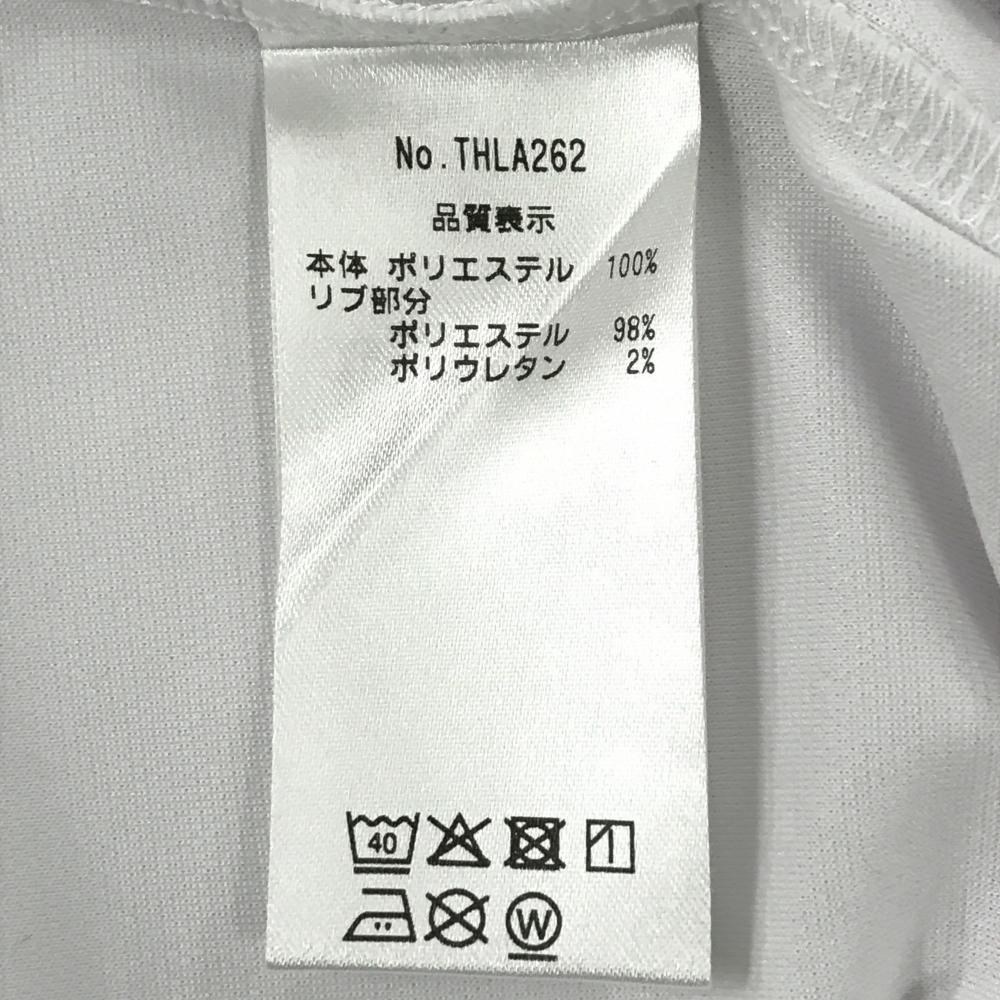 No.THLA262
品質表示
本体 ポリエステル 100%
リブ部分
ポリエステル 98%
ポリウレタン 2%
40
W